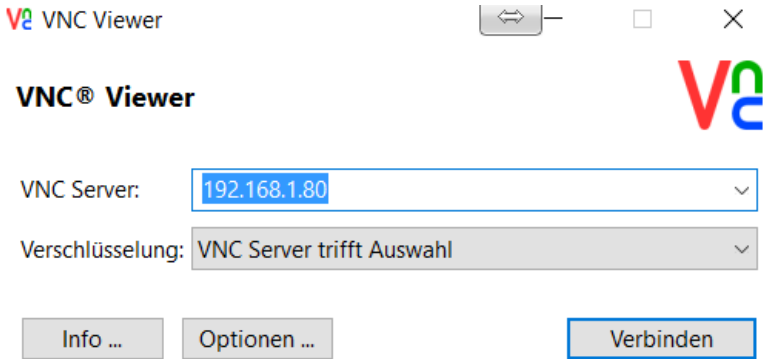 VNC Viewer
VNC® Viewer
VNC Server: 192.168.1.80
Verschlüsselung: VNC Server trifft Auswahl
Info ... Optionen ... Verbinden